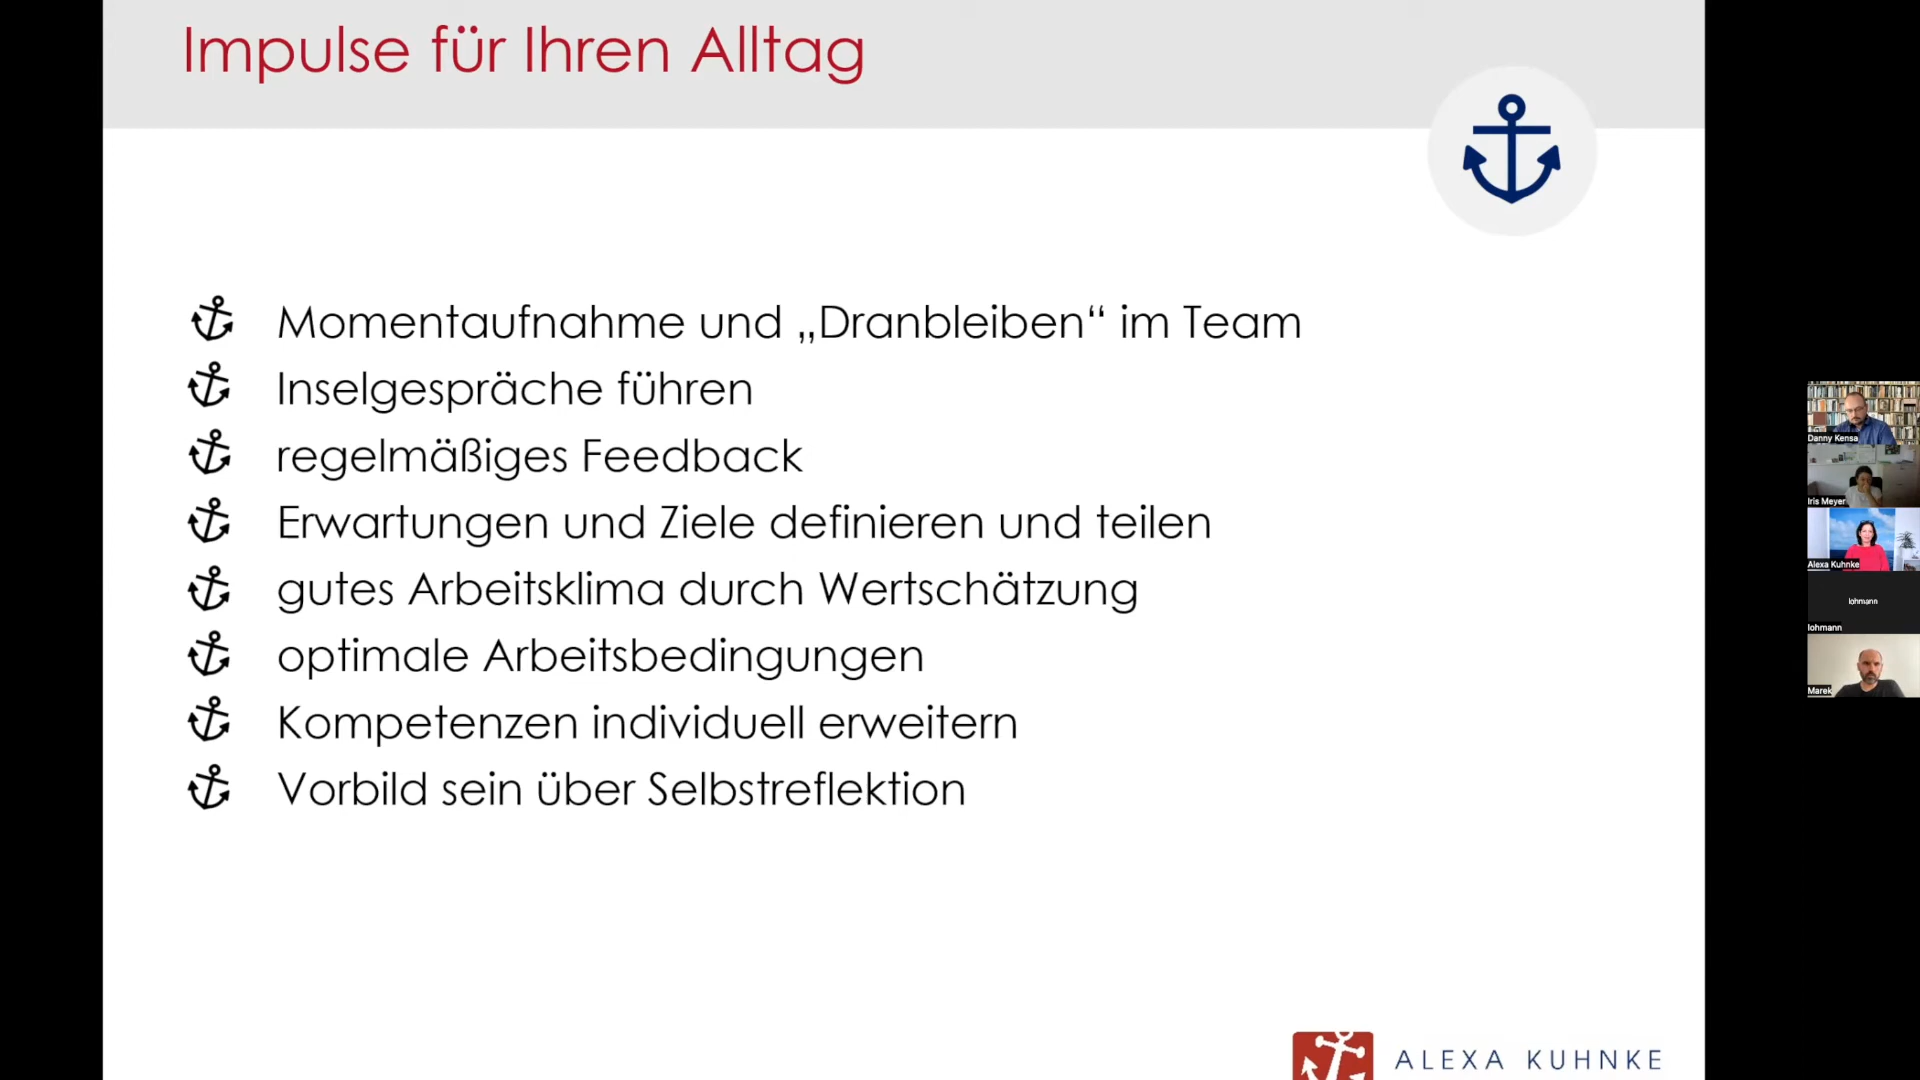 Impulse für Ihren Alltag
Momentaufnahme und „Dranbleiben“ im Team
Inselgespräche führen
regelmäßiges Feedback
Erwartungen und Ziele definieren und teilen
gutes Arbeitsklima durch Wertschätzung
optimale Arbeitsbedingungen
Kompetenzen individuell erweitern
Vorbild sein über Selbstreflektion
Danny Kensa
Iris Meyer
Alexa Kuhnke
lohmann
lohmann
Marek
ALEXA KUHNKE